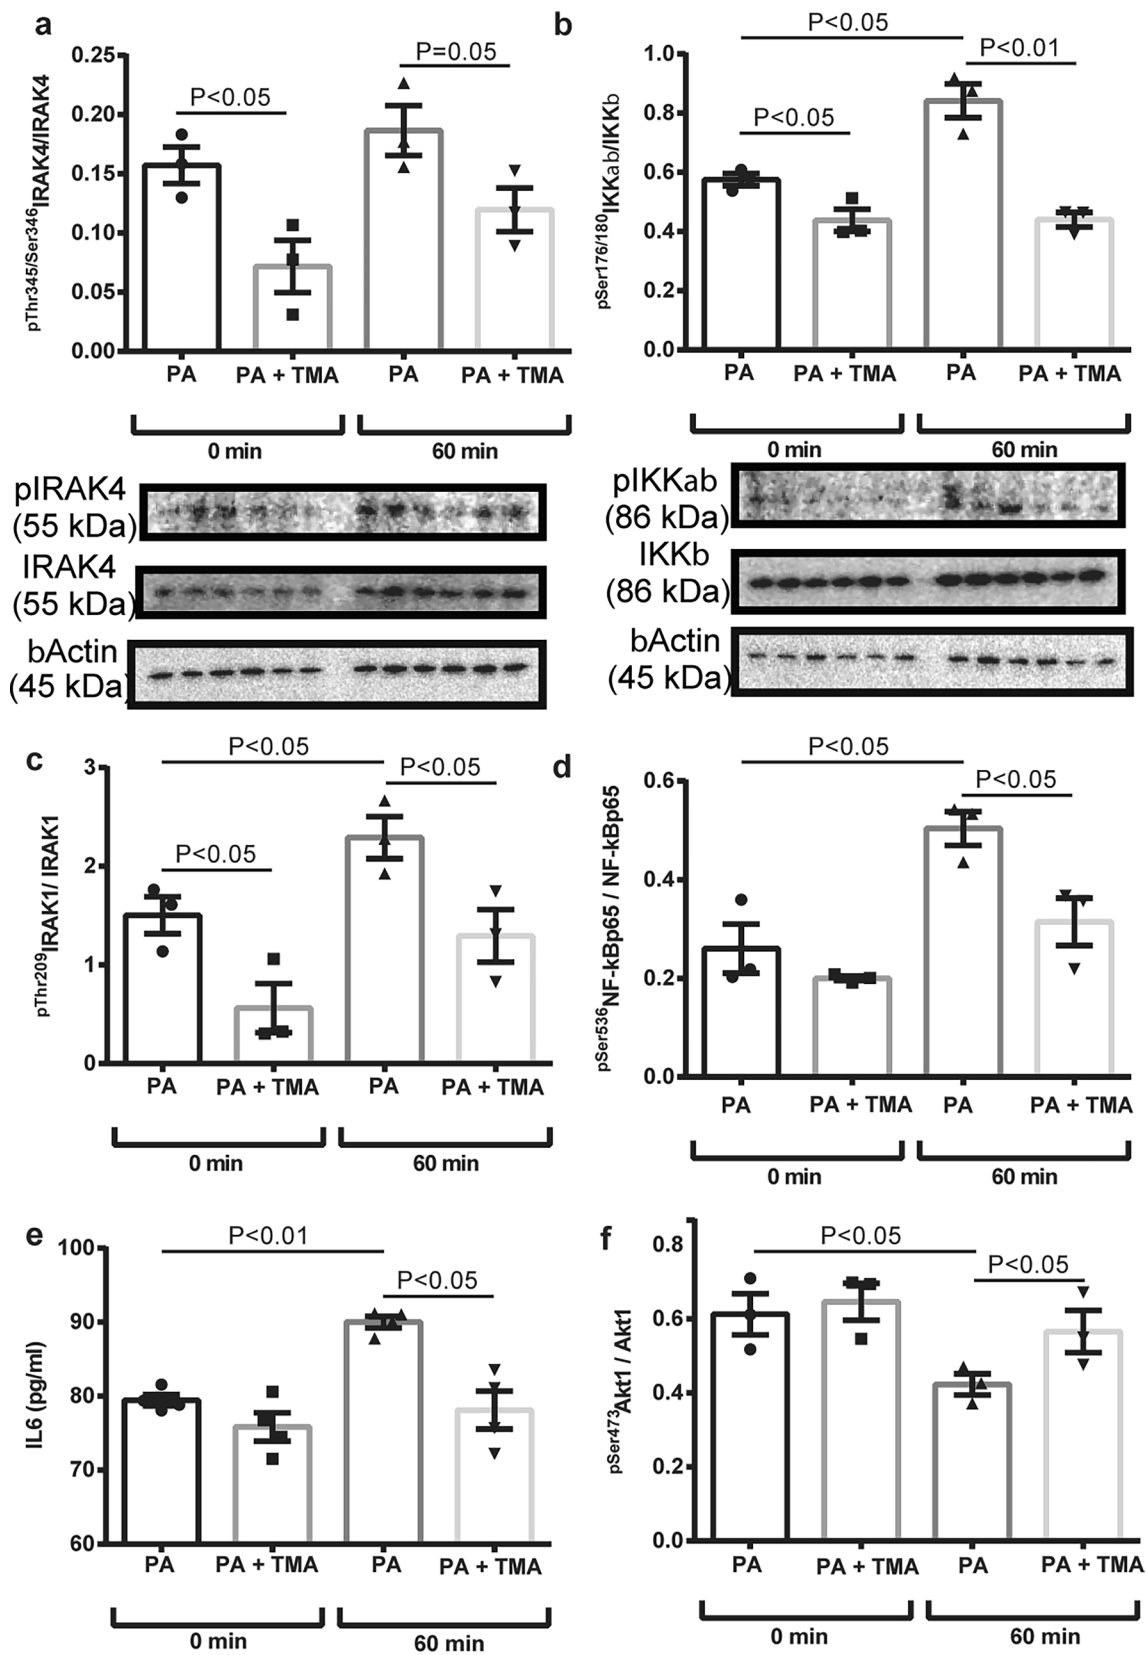 a
P<0.05
P=0.05
pThr345/Ser346IRAK4/IRAK4
0.25
0.20
0.15
0.10
0.05
0.00
PA
PA + TMA
PA
PA + TMA
0 min
60 min
pIRAK4
(55 kDa)
IRAK4
(55 kDa)
bActin
(45 kDa)
b
P<0.05
P<0.01
P<0.05
pSer176/180IKKab/IKKb
1.0
0.8
0.6
0.4
0.2
0.0
PA
PA + TMA
PA
PA + TMA
0 min
60 min
pIKKab
(86 kDa)
IKKb
(86 kDa)
bActin
(45 kDa)
c
P<0.05
P<0.05
P<0.05
pThr209IRAK1/ IRAK1
3
2
1
0
PA
PA + TMA
PA
PA + TMA
0 min
60 min
d
P<0.05
P<0.05
pSer536NF-kBp65 / NF-kBp65
0.6
0.4
0.2
0.0
PA
PA + TMA
PA
PA + TMA
0 min
60 min
e
P<0.01
P<0.05
IL6 (pg/ml)
100
90
80
70
60
PA
PA + TMA
PA
PA + TMA
0 min
60 min
f
P<0.05
P<0.05
pSer473Akt1 / Akt1
0.8
0.6
0.4
0.2
0.0
PA
PA + TMA
PA
PA + TMA
0 min
60 min